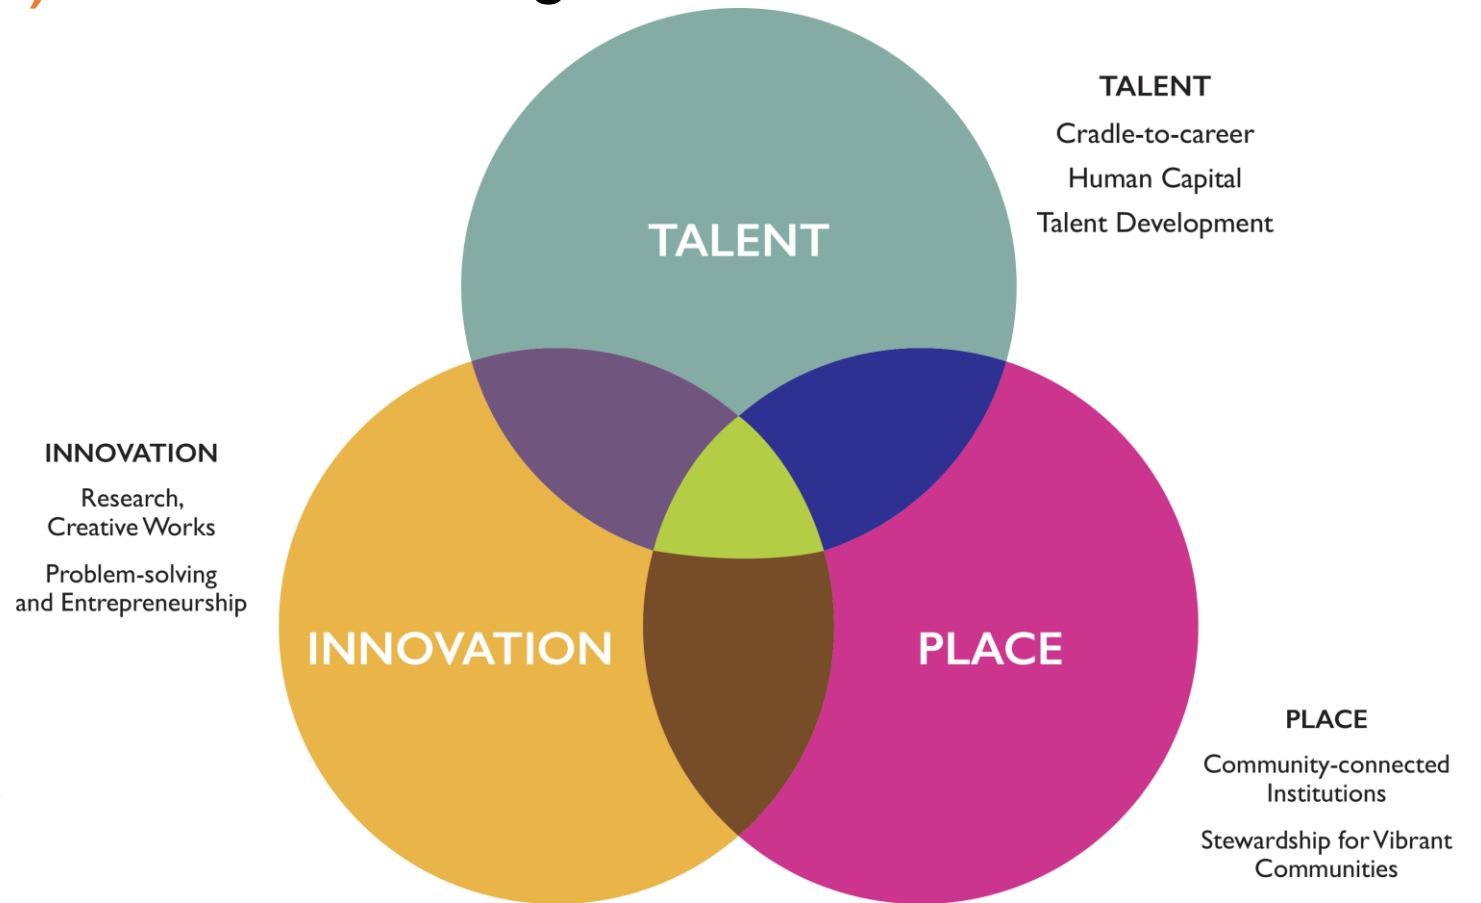 TALENT
Cradle-to-career
Human Capital
Talent Development
TALENT
INNOVATION
Research,
Creative Works
Problem-solving
and Entrepreneurship
INNOVATION
PLACE
PLACE
Community-connected
Institutions
Stewardship for Vibrant
Communities